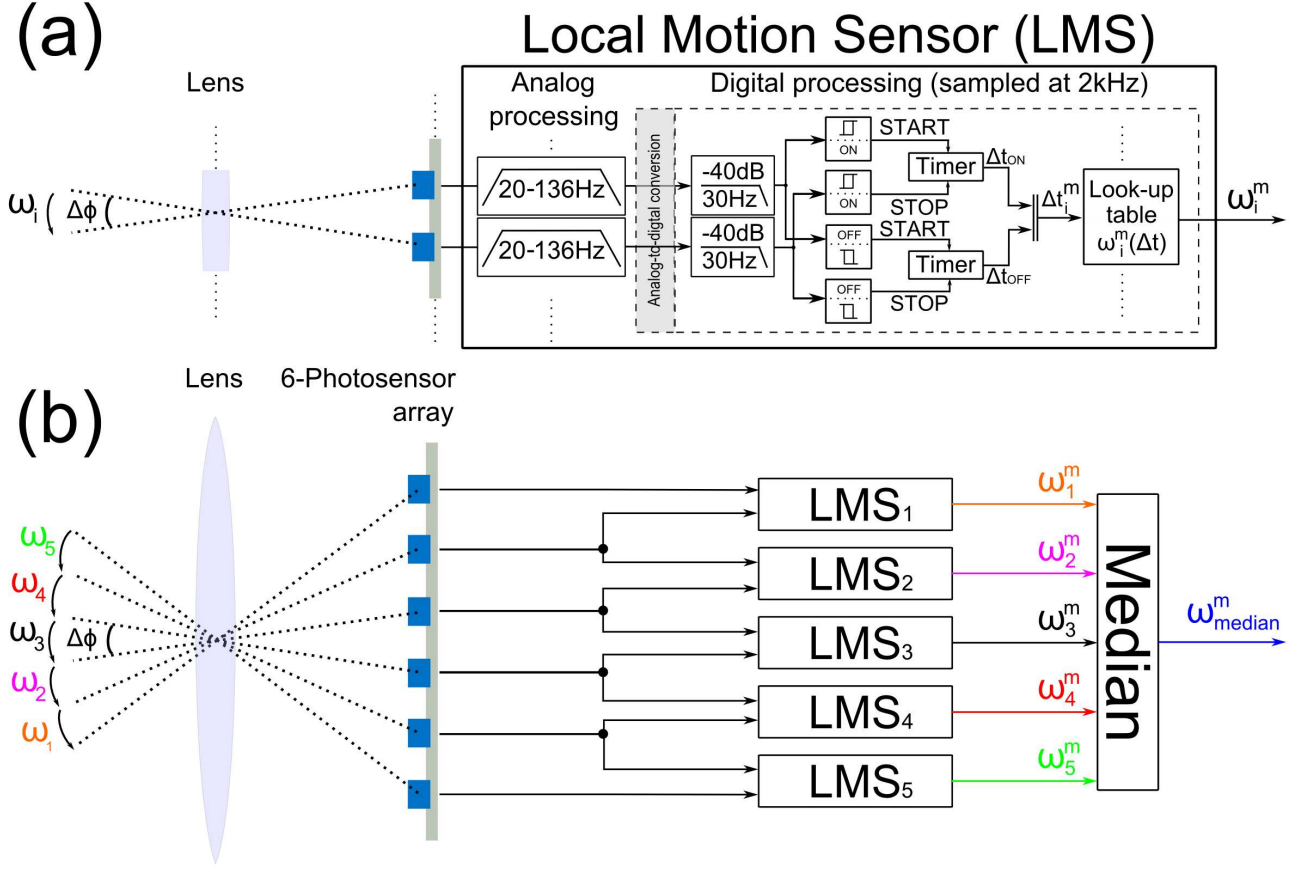 (a)
Local Motion Sensor (LMS)
Lens
Analog
processing
Digital processing (sampled at 2kHz)
ωᵢ
Δϕ
20-136Hz
20-136Hz
Analog-to-digital conversion
-40dB
30Hz
-40dB
30Hz
ON
START
ON
STOP
OFF
START
OFF
STOP
Timer
Timer
Δt_ON
Δt_OFF
Δtᵢᵐ
Look-up
table
ωᵢᵐ(Δt)
ωᵢᵐ
(b)
Lens
6-Photosensor
array
ω₅
ω₄
ω₃
Δϕ
ω₂
ω₁
LMS₁
LMS₂
LMS₃
LMS₄
LMS₅
ω₁ᵐ
ω₂ᵐ
ω₃ᵐ
ω₄ᵐ
ω₅ᵐ
Median
ωᵐ_median